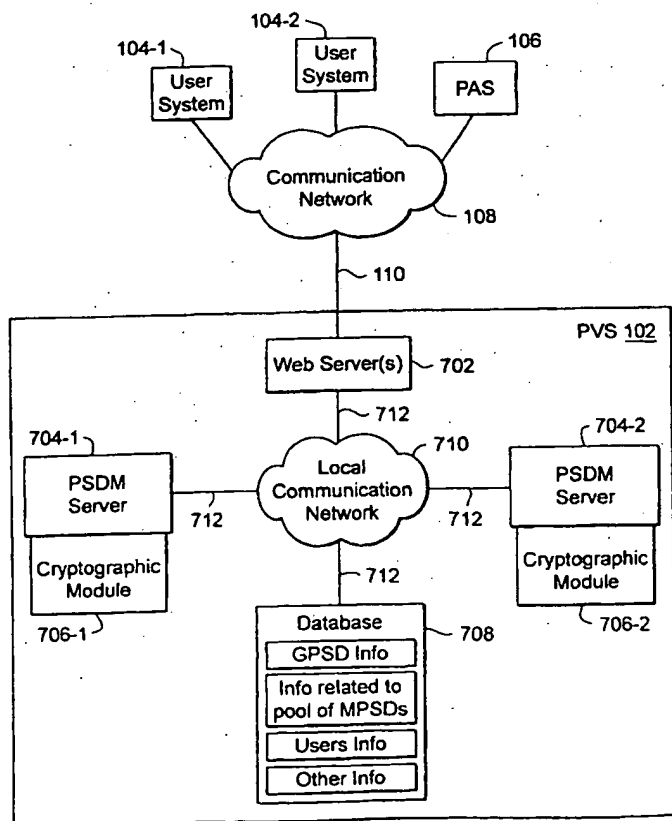 104-1
104-2
106
User
System
User
System
PAS
Communication
Network
108
110
PVS 102
Web Server(s)
702
712
710
704-1
704-2
PSDM
Server
Local
Communication
Network
PSDM
Server
712
712
Cryptographic
Module
Cryptographic
Module
712
706-1
706-2
Database
708
GPSD Info
Info related to
pool of MPSDs
Users Info
Other Info